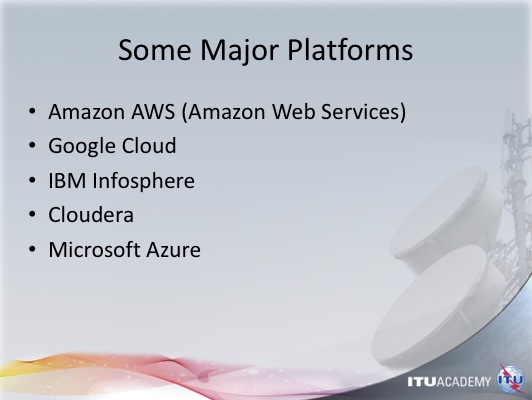 Some Major Platforms
• Amazon AWS (Amazon Web Services)
• Google Cloud
• IBM Infosphere
• Cloudera
• Microsoft Azure
ITUACADEMY ITU